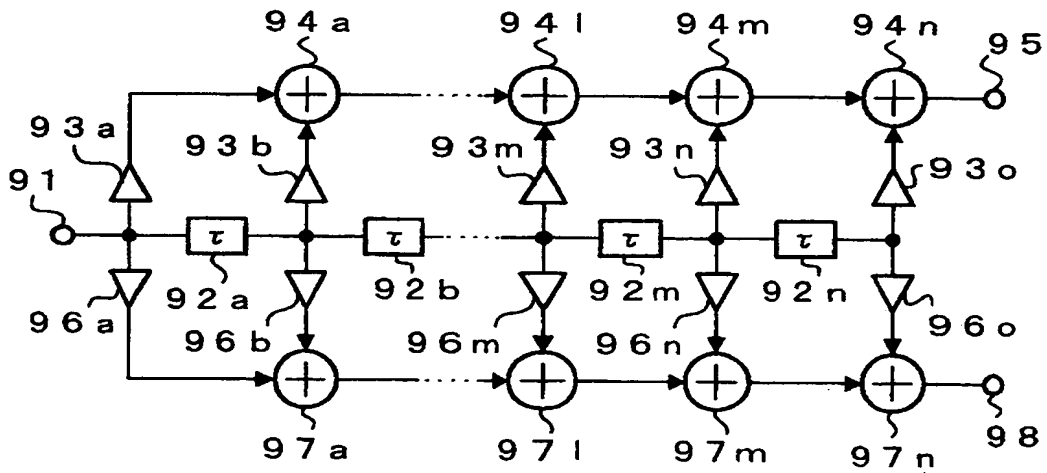 94a 94l 94m 94n 95
93a 93b 93m 93n 93o
91
τ τ τ τ
92a 92b 92m 92n
96a 96b 96m 96n 96o
97a 97l 97m 97n 98